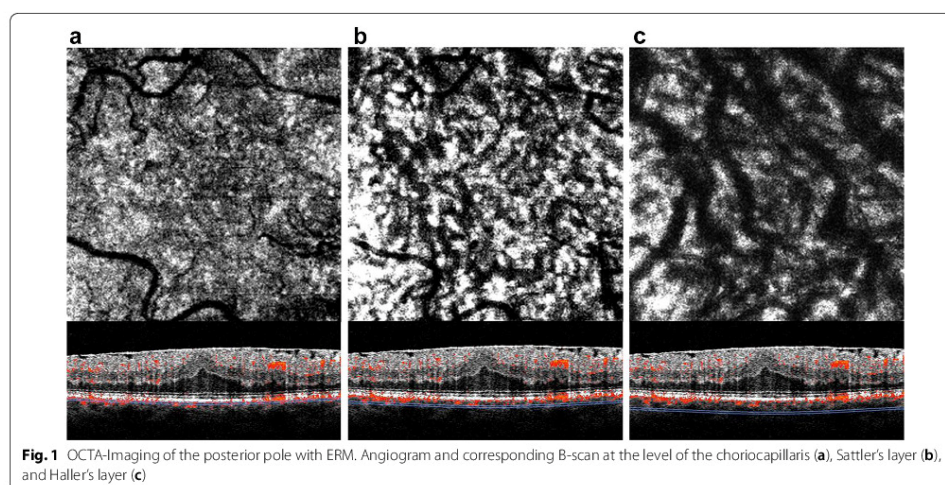 a b c
Fig. 1 OCTA-Imaging of the posterior pole with ERM. Angiogram and corresponding B-scan at the level of the choriocapillaris (a), Sattler's layer (b),
and Haller's layer (c)